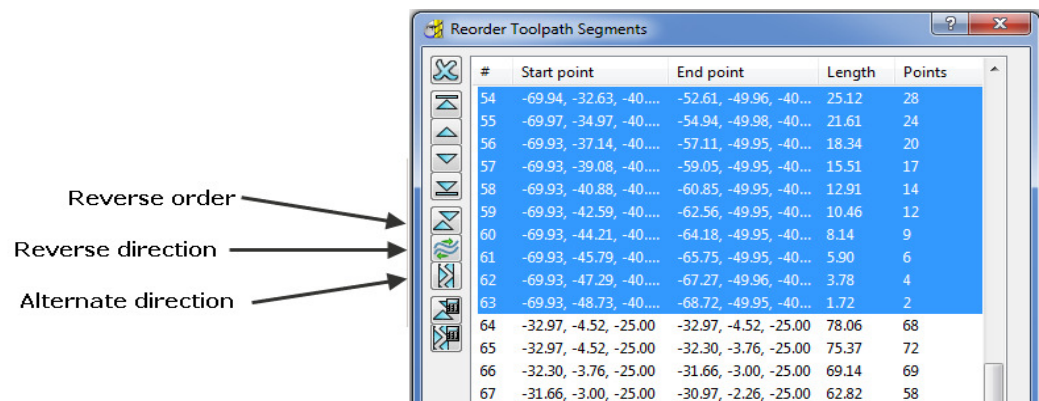 Reorder Toolpath Segments
# Start point End point Length Points
54 -69.94, -32.63, -40.... -52.61, -49.96, -40... 25.12 28
55 -69.97, -34.97, -40.... -54.94, -49.98, -40... 21.61 24
56 -69.93, -37.14, -40.... -57.11, -49.95, -40... 18.34 20
57 -69.93, -39.08, -40.... -59.05, -49.95, -40... 15.51 17
58 -69.93, -40.88, -40.... -60.85, -49.95, -40... 12.91 14
59 -69.93, -42.59, -40.... -62.56, -49.95, -40... 10.46 12
60 -69.93, -44.21, -40.... -64.18, -49.95, -40... 8.14 9
61 -69.93, -45.79, -40.... -65.75, -49.95, -40... 5.90 6
62 -69.93, -47.29, -40.... -67.27, -49.96, -40... 3.78 4
63 -69.93, -48.73, -40.... -68.72, -49.95, -40... 1.72 2
64 -32.97, -4.52, -25.00 -32.97, -4.52, -25.00 78.06 68
65 -32.97, -4.52, -25.00 -32.30, -3.76, -25.00 75.37 72
66 -32.30, -3.76, -25.00 -31.66, -3.00, -25.00 69.14 69
67 -31.66, -3.00, -25.00 -30.97, -2.26, -25.00 62.82 58
Reverse order
Reverse direction
Alternate direction